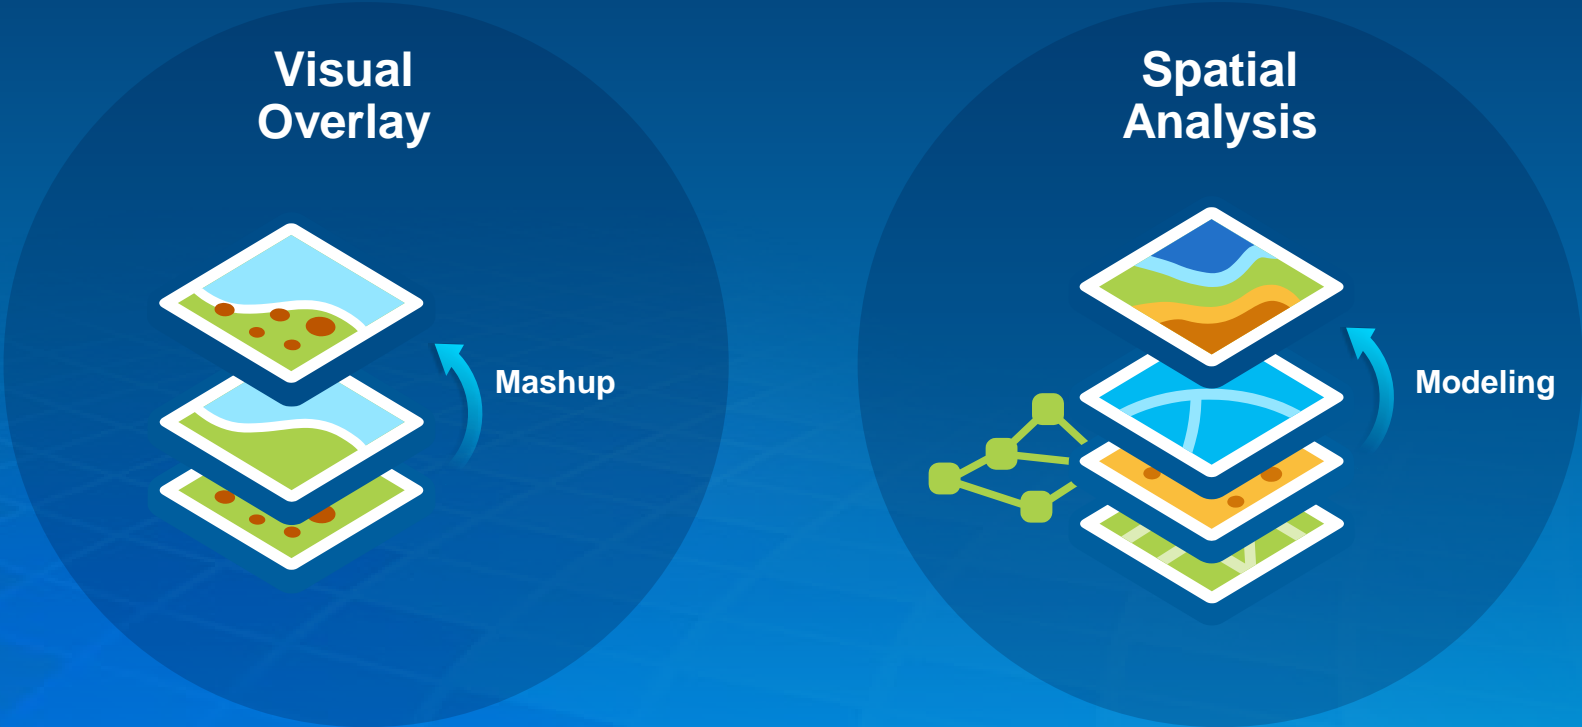 Visual
Overlay
Mashup
Spatial
Analysis
Modeling